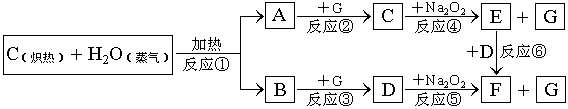 A +G 反应② C +Na₂O₂ 反应④ E + G
C(炽热) + H₂O(蒸气) 加热 反应① +D 反应⑥
B +G 反应③ D +Na₂O₂ 反应⑤ F + G